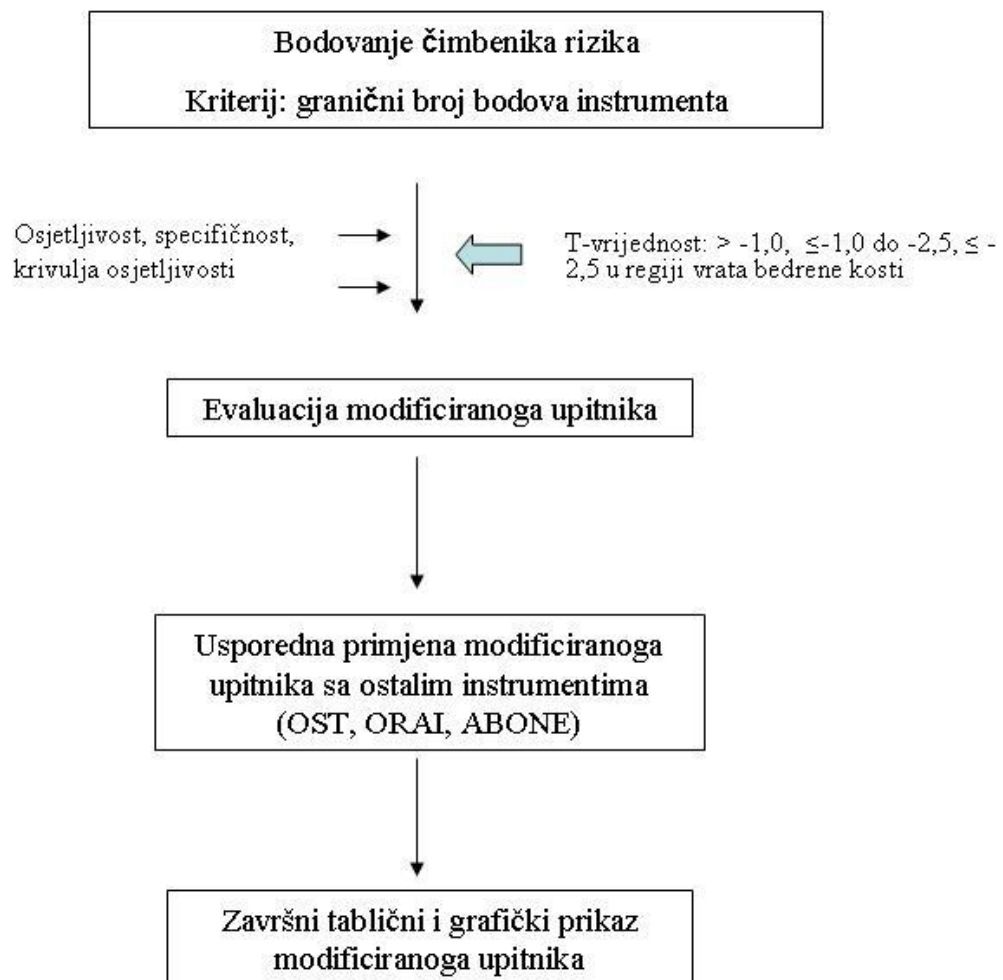 Bodovanje čimbenika rizika
Kriterij: granični broj bodova instrumenta
Osjetljivost, specifičnost,
krivulja osjetljivosti
T-vrijednost: > -1,0, ≤-1,0 do -2,5, ≤ -
2,5 u regiji vrata bedrene kosti
Evaluacija modificiranoga upitnika
Usporedna primjena modificiranoga
upitnika sa ostalim instrumentima
(OST, ORAI, ABONE)
Završni tablični i grafički prikaz
modificiranoga upitnika